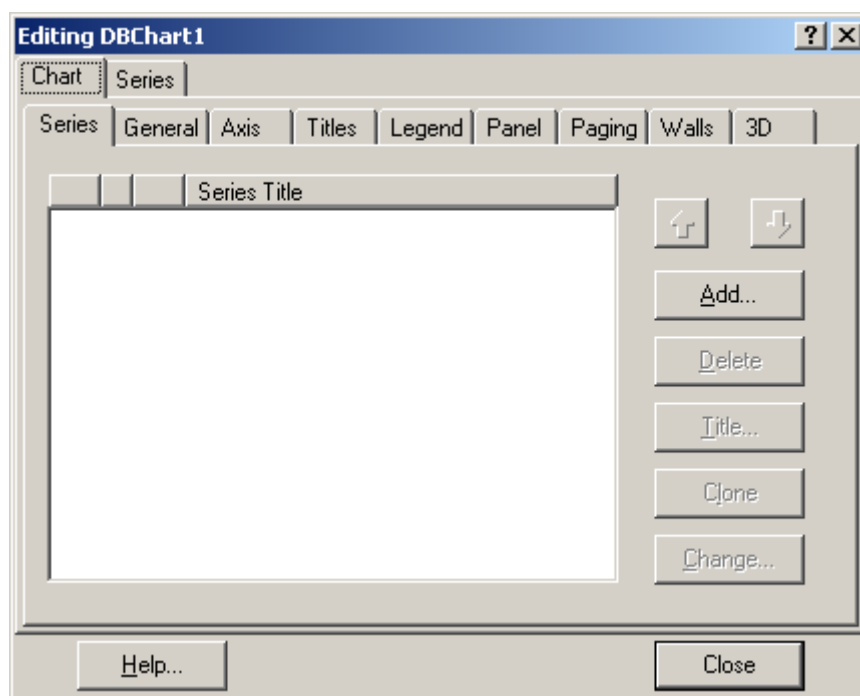 Editing DBChart1
Chart Series
Series General Axis Titles Legend Panel Paging Walls 3D
Series Title
Add...
Delete
Title...
Clone
Change...
Help... Close